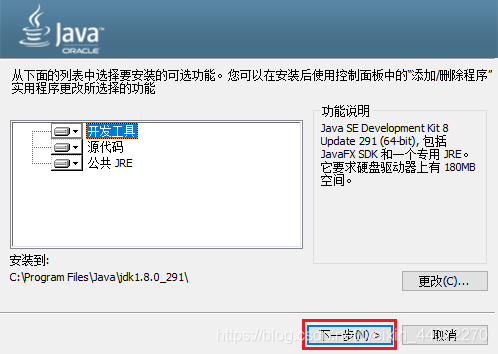 Java
ORACLE
从下面的列表中选择要安装的可选功能。您可以在安装后使用控制面板中的“添加/删除程序”
实用程序更改所选择的功能
开发工具
源代码
公共 JRE
功能说明
Java SE Development Kit 8
Update 291 (64-bit), 包括
JavaFX SDK 和一个专用 JRE。
它要求硬盘驱动器上有 180MB
空间。
安装到:
C:\Program Files\Java\jdk1.8.0_291\
更改(C)...
下一步(N) >
取消